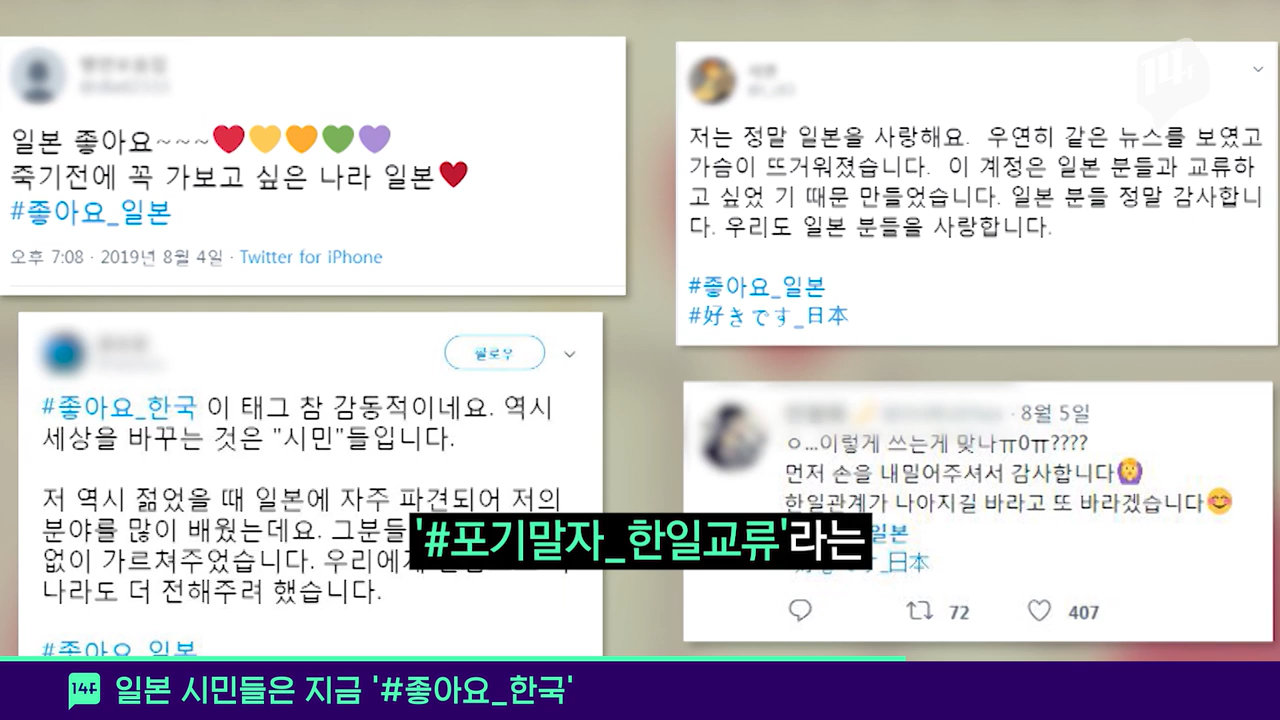 일본 좋아요~~~❤️💛🧡💚💜
죽기전에 꼭 가보고 싶은 나라 일본❤️
#좋아요_일본
오후 7:08 · 2019년 8월 4일 · Twitter for iPhone
저는 정말 일본을 사랑해요. 우연히 같은 뉴스를 보였고
가슴이 뜨거워졌습니다. 이 계정은 일본 분들과 교류하
고 싶었 기 때문 만들었습니다. 일본 분들 정말 감사합니
다. 우리도 일본 분들을 사랑합니다.
#좋아요_일본
#好きです_日本
팔로우
#좋아요_한국 이 태그 참 감동적이네요. 역시
세상을 바꾸는 것은 "시민"들입니다.
저 역시 젊었을 때 일본에 자주 파견되어 저의
분야를 많이 배웠는데요. 그분들
없이 가르쳐주었습니다. 우리에게
나라도 더 전해주려 했습니다.
#좋아요_일본
· 8월 5일
ㅇ...이렇게 쓰는게 맞나ㅠ0ㅠ????
먼저 손을 내밀어주셔서 감사합니다🙆
한일관계가 나아지길 바라고 또 바라겠습니다😊
일본
日本
72 407
'#포기말자_한일교류'라는
14F 일본 시민들은 지금 '#좋아요_한국'